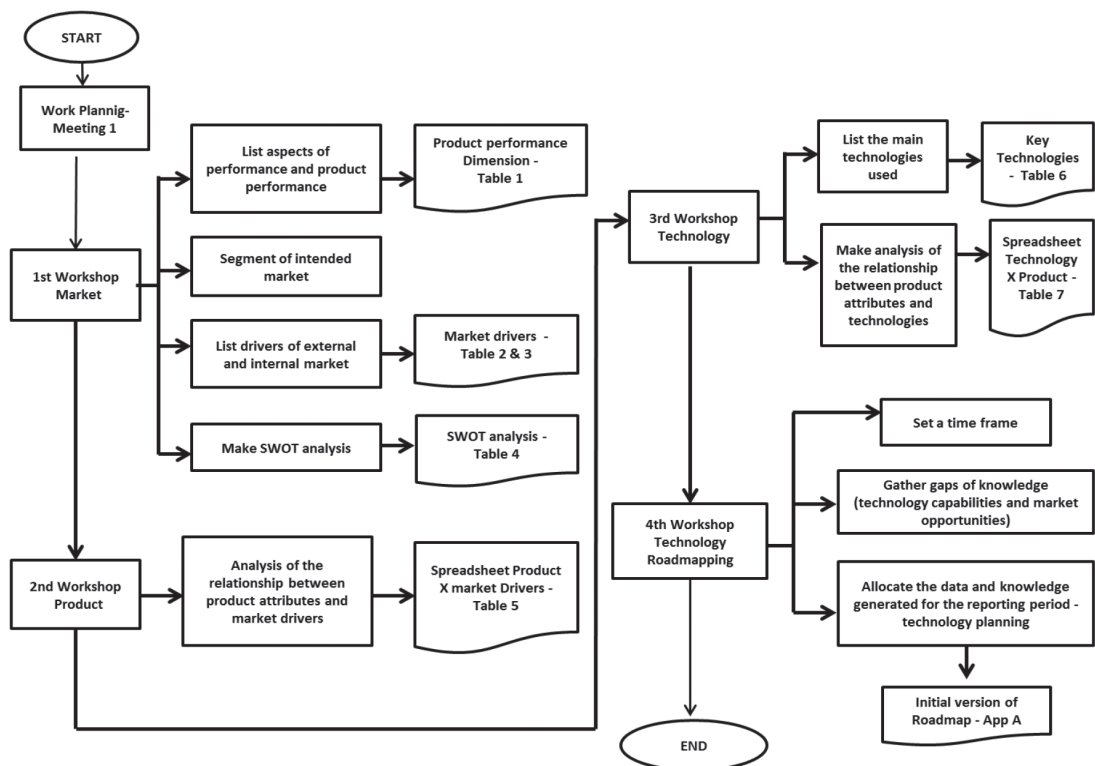 START
Work Plannig-
Meeting 1
1st Workshop
Market
List aspects of
performance and product
performance
Product performance
Dimension -
Table 1
Segment of intended
market
List drivers of external
and internal market
Market drivers -
Table 2 & 3
Make SWOT analysis
SWOT analysis -
Table 4
2nd Workshop
Product
Analysis of the
relationship between
product attributes and
market drivers
Spreadsheet Product
X market Drivers -
Table 5
3rd Workshop
Technology
List the main
technologies
used
Key
Technologies
- Table 6
Make analysis of
the relationship
between product
attributes and
technologies
Spreadsheet
Technology
X Product -
Table 7
4th Workshop
Technology
Roadmapping
Set a time frame
Gather gaps of knowledge
(technology capabilities and market
opportunities)
Allocate the data and knowledge
generated for the reporting period -
technology planning
Initial version of
Roadmap - App A
END